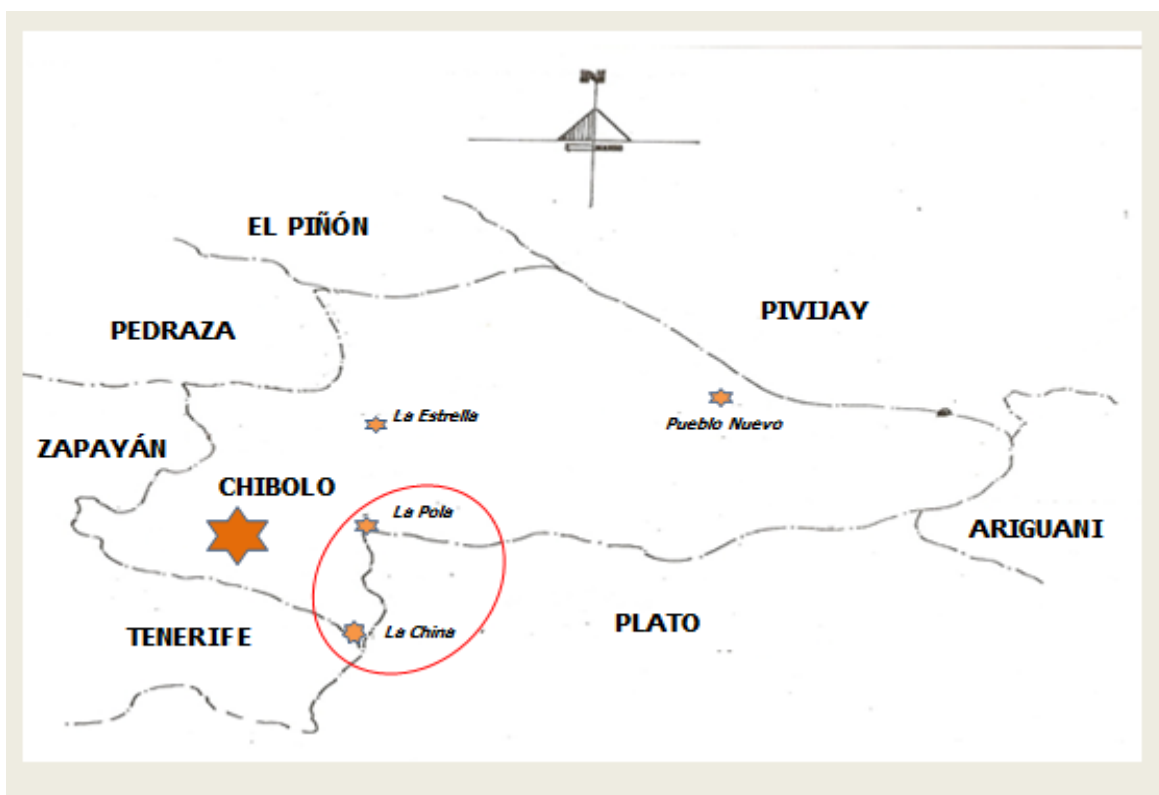 N
EL PIÑÓN
PIVIJAY
PEDRAZA
La Estrella
Pueblo Nuevo
ZAPAYÁN
CHIBOLO
La Pola
ARIGUANI
PLATO
La China
TENERIFE